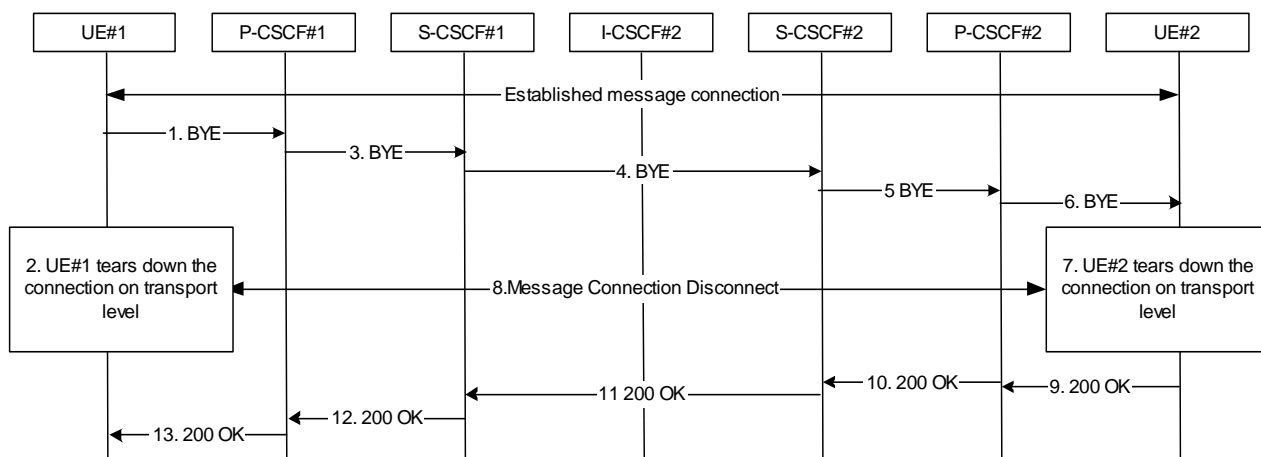 UE#1
P-CSCF#1
S-CSCF#1
I-CSCF#2
S-CSCF#2
P-CSCF#2
UE#2
Established message connection
1. BYE
3. BYE
4. BYE
5 BYE
6. BYE
2. UE#1 tears down the
connection on transport
level
8.Message Connection Disconnect
7. UE#2 tears down the
connection on transport
level
9. 200 OK
10. 200 OK
11 200 OK
12. 200 OK
13. 200 OK